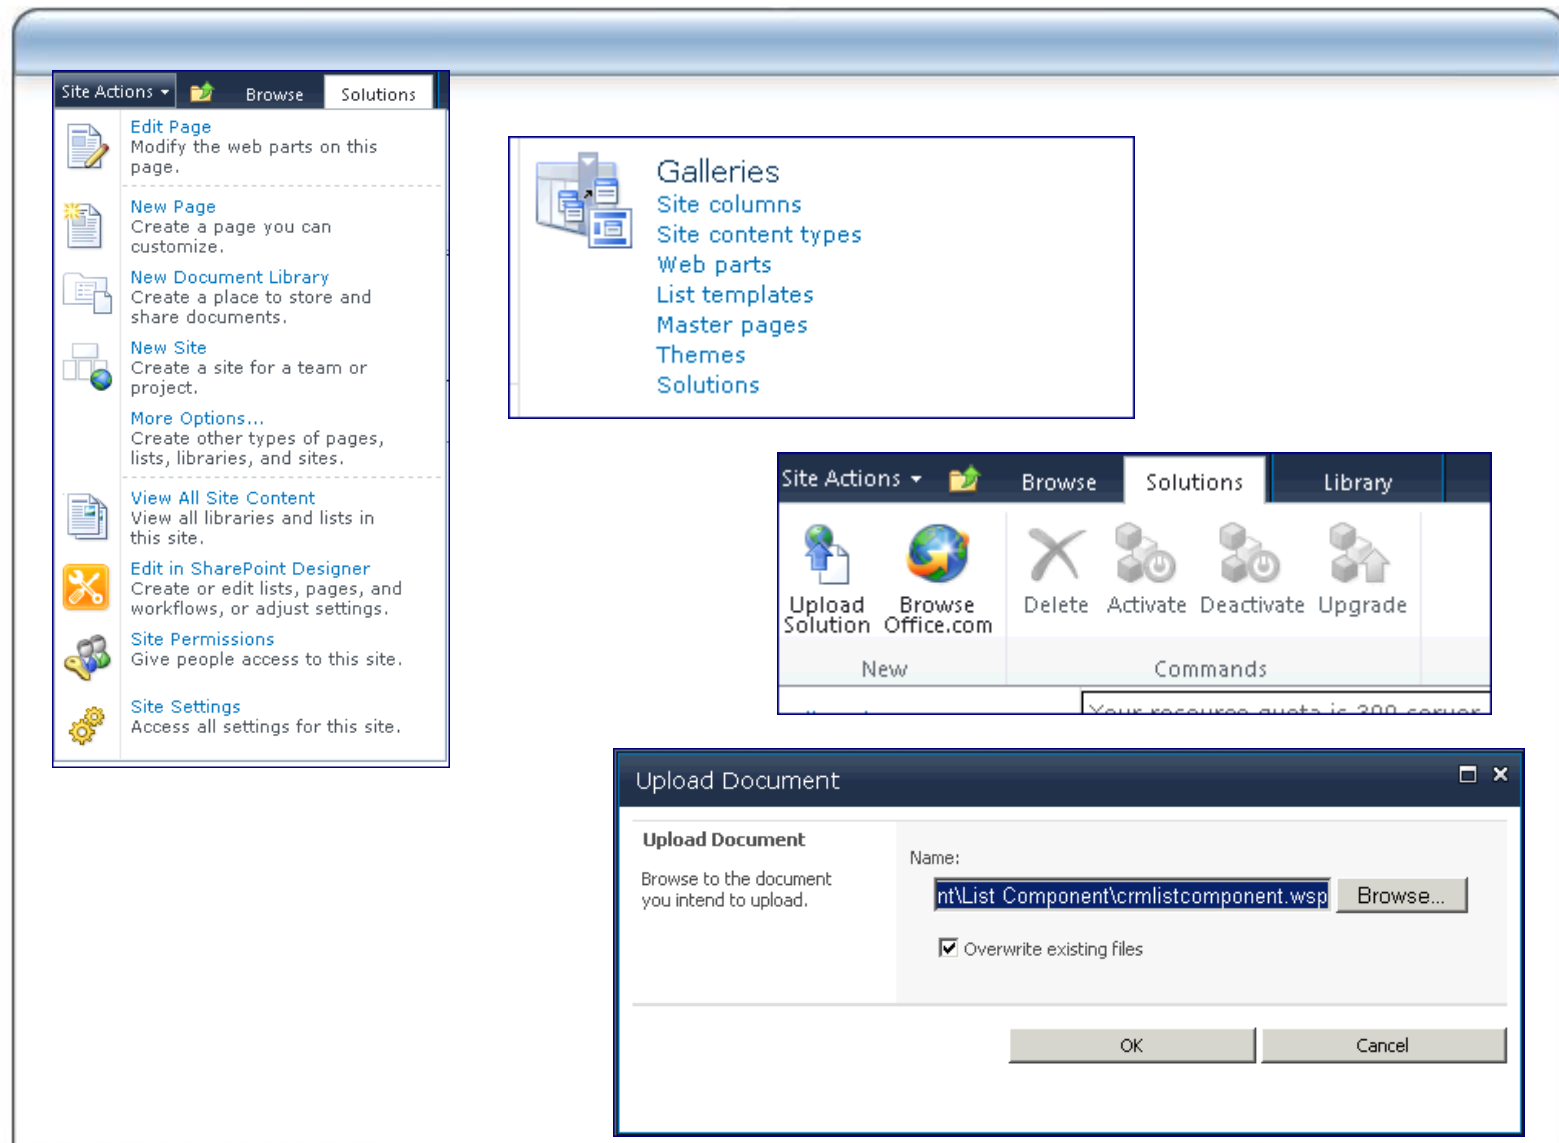 Site Actions Browse Solutions
Edit Page
Modify the web parts on this
page.
New Page
Create a page you can
customize.
New Document Library
Create a place to store and
share documents.
New Site
Create a site for a team or
project.
More Options...
Create other types of pages,
lists, libraries, and sites.
View All Site Content
View all libraries and lists in
this site.
Edit in SharePoint Designer
Create or edit lists, pages, and
workflows, or adjust settings.
Site Permissions
Give people access to this site.
Site Settings
Access all settings for this site.
Galleries
Site columns
Site content types
Web parts
List templates
Master pages
Themes
Solutions
Site Actions Browse Solutions Library
Upload Browse Delete Activate Deactivate Upgrade
Solution Office.com
New Commands
Your resource quota is 300 server
Upload Document
Upload Document
Browse to the document
you intend to upload.
Name:
nt\List Component\crmlistcomponent.wsp Browse...
Overwrite existing files
OK Cancel